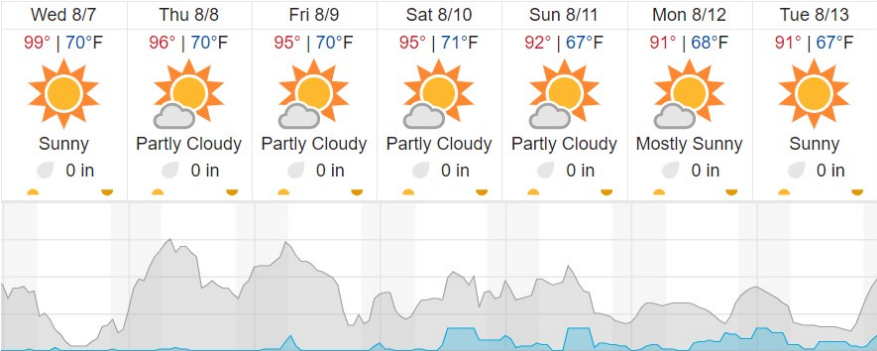 Wed 8/7 Thu 8/8 Fri 8/9 Sat 8/10 Sun 8/11 Mon 8/12 Tue 8/13
99° | 70°F 96° | 70°F 95° | 70°F 95° | 71°F 92° | 67°F 91° | 68°F 91° | 67°F
Sunny Partly Cloudy Partly Cloudy Partly Cloudy Partly Cloudy Mostly Sunny Sunny
0 in 0 in 0 in 0 in 0 in 0 in 0 in